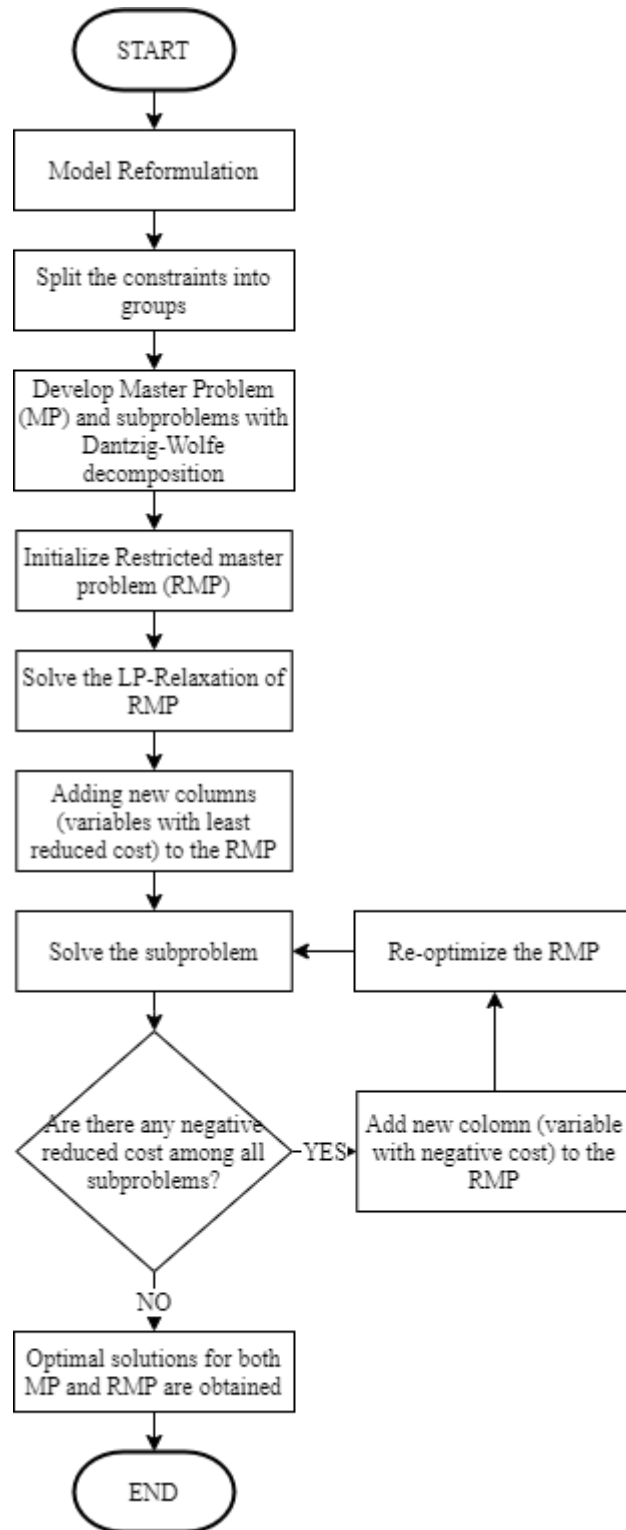 START
Model Reformulation
Split the constraints into
groups
Develop Master Problem
(MP) and subproblems with
Dantzig-Wolfe
decomposition
Initialize Restricted master
problem (RMP)
Solve the LP-Relaxation of
RMP
Adding new columns
(variables with least
reduced cost) to the RMP
Solve the subproblem
Re-optimize the RMP
Are there any negative
reduced cost among all
subproblems?
YES
Add new colomn (variable
with negative cost) to the
RMP
NO
Optimal solutions for both
MP and RMP are obtained
END